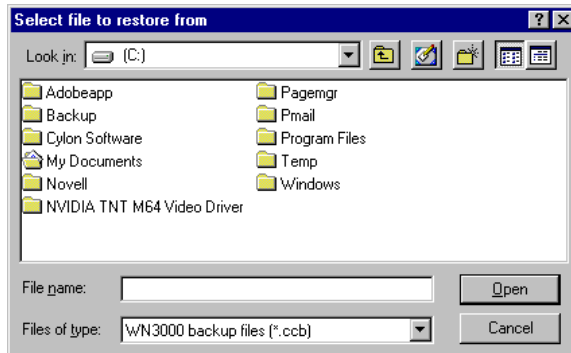 Select file to restore from
Look in: (C:)
Adobeapp
Backup
Cylon Software
My Documents
Novell
NVIDIA TNT M64 Video Driver
Pagemgr
Pmail
Program Files
Temp
Windows
File name:
Open
Files of type: WN3000 backup files (*.ccb)
Cancel